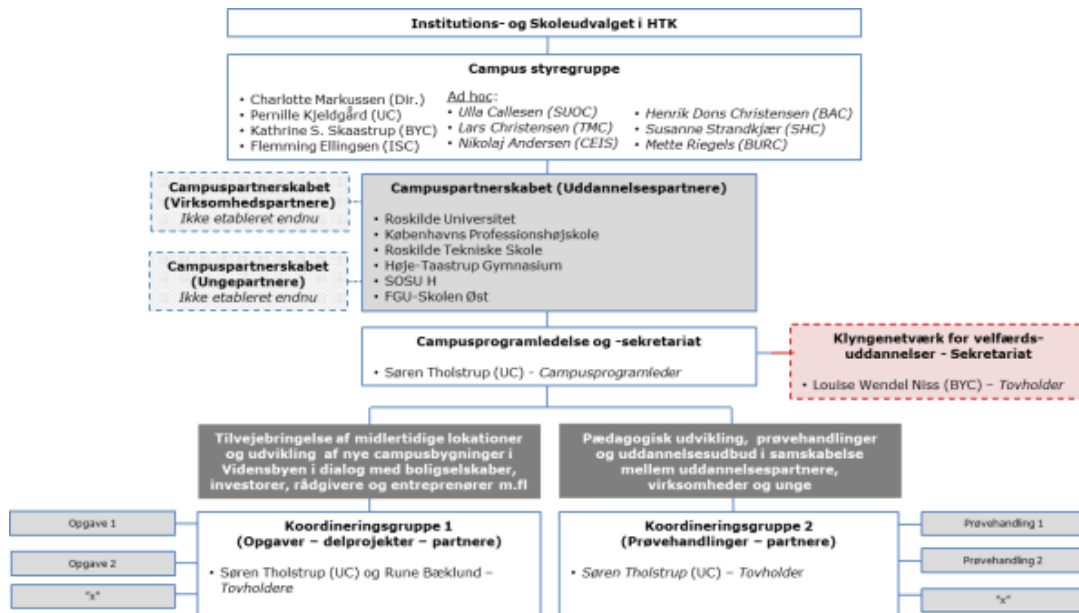 Institutions- og Skoleudvalget i HTK
Campus styregruppe
• Charlotte Markussen (Dir.)
• Pernille Kjeldgård (UC)
• Kathrine S. Skaastrup (BYC)
• Flemming Ellingsen (ISC)
Ad hoc:
• Ulla Callesen (SUOC)
• Lars Christensen (TMC)
• Nikolaj Andersen (CEIS)
• Henrik Dons Christensen (BAC)
• Susanne Strandkjær (SHC)
• Mette Riegels (BURC)
Campuspartnerskabet
(Virksomhedspartnere)
Ikke etableret endnu
Campuspartnerskabet
(Ungepartnere)
Ikke etableret endnu
Campuspartnerskabet (Uddannelsespartnere)
• Roskilde Universitet
• Københavns Professionshøjskole
• Roskilde Tekniske Skole
• Høje-Taastrup Gymnasium
• SOSU H
• FGU-Skolen Øst
Campusprogramledelse og -sekretariat
• Søren Tholstrup (UC) - Campusprogramleder
Klyngenetværk for velfærds-
uddannelser - Sekretariat
• Louise Wendel Niss (BYC) – Tovholder
Tilvejebringelse af midlertidige lokationer
og udvikling af nye campusbygninger i
Vidensbyen i dialog med boligselskaber,
investorer, rådgivere og entreprenører m.fl
Pædagogisk udvikling, prøvehandlinger
og uddannelsesudbud i samskabelse
mellem uddannelsespartnere,
virksomheder og unge
Opgave 1
Opgave 2
"x"
Koordineringsgruppe 1
(Opgaver – delprojekter – partnere)
• Søren Tholstrup (UC) og Rune Bæklund –
Tovholdere
Koordineringsgruppe 2
(Prøvehandlinger – partnere)
• Søren Tholstrup (UC) – Tovholder
Prøvehandling 1
Prøvehandling 2
"x"